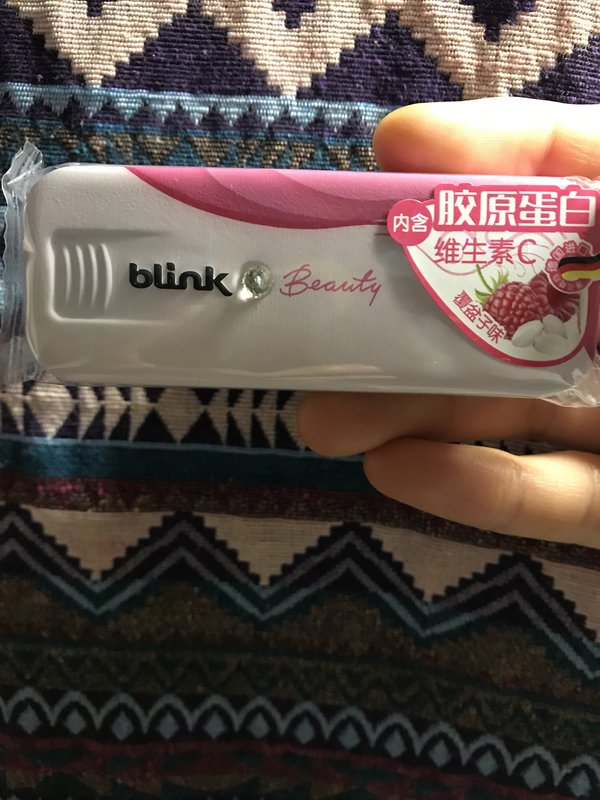 blink Beauty
内含
胶原蛋白
维生素C
覆盆子味